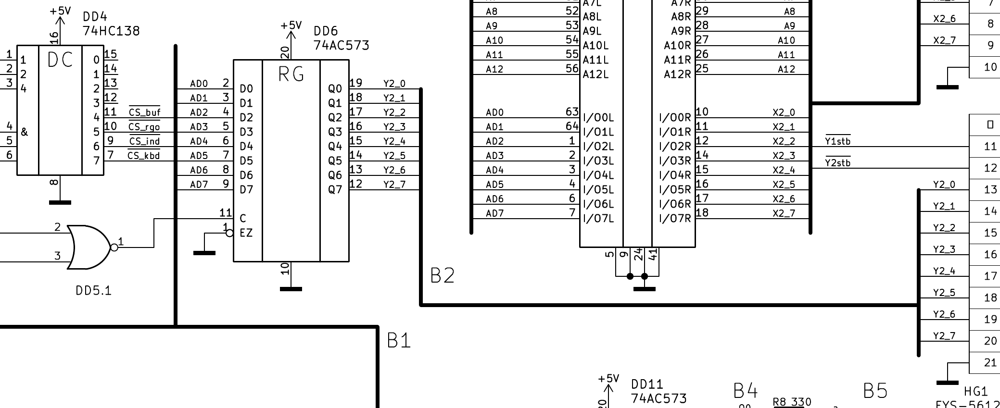 +5V
DD4
74HC138
16
DC
1 1
2 2
3 4
4 &
5
6
0 15
1 14
2 13
3 12
4 11 CS_buf
5 10 CS_rgo
6 9 CS_ind
7 7 CS_kbd
8
2
3
1
DD5.1
+5V
DD6
74AC573
20
RG
AD0 2 D0
AD1 3 D1
AD2 4 D2
AD3 5 D3
AD4 6 D4
AD5 7 D5
AD6 8 D6
AD7 9 D7
11 C
1 EZ
Q0 19 Y2_0
Q1 18 Y2_1
Q2 17 Y2_2
Q3 16 Y2_3
Q4 15 Y2_4
Q5 14 Y2_5
Q6 13 Y2_6
Q7 12 Y2_7
10
B2
B1
A7L
A8 52 A8L
A9 53 A9L
A10 54 A10L
A11 55 A11L
A12 56 A12L
AD0 63 I/O0L
AD1 64 I/O1L
AD2 1 I/O2L
AD3 2 I/O3L
AD4 3 I/O4L
AD5 4 I/O5L
AD6 6 I/O6L
AD7 7 I/O7L
A7R
A8R 29 A8
A9R 28 A9
A10R 27 A10
A11R 26 A11
A12R 25 A12
I/O0R 10 X2_0
I/O1R 11 X2_1
I/O2R 12 X2_2
I/O3R 14 X2_3
I/O4R 15 X2_4
I/O5R 16 X2_5
I/O6R 17 X2_6
I/O7R 18 X2_7
5 9 24 41
7
X2_6 8
X2_7 9
10
Y1stb 11
Y2stb 12
Y2_0 13
Y2_1 14
Y2_2 15
Y2_3 16
Y2_4 17
Y2_5 18
Y2_6 19
Y2_7 20
21
HG1
+5V
DD11
74AC573
B4
R8 330
B5